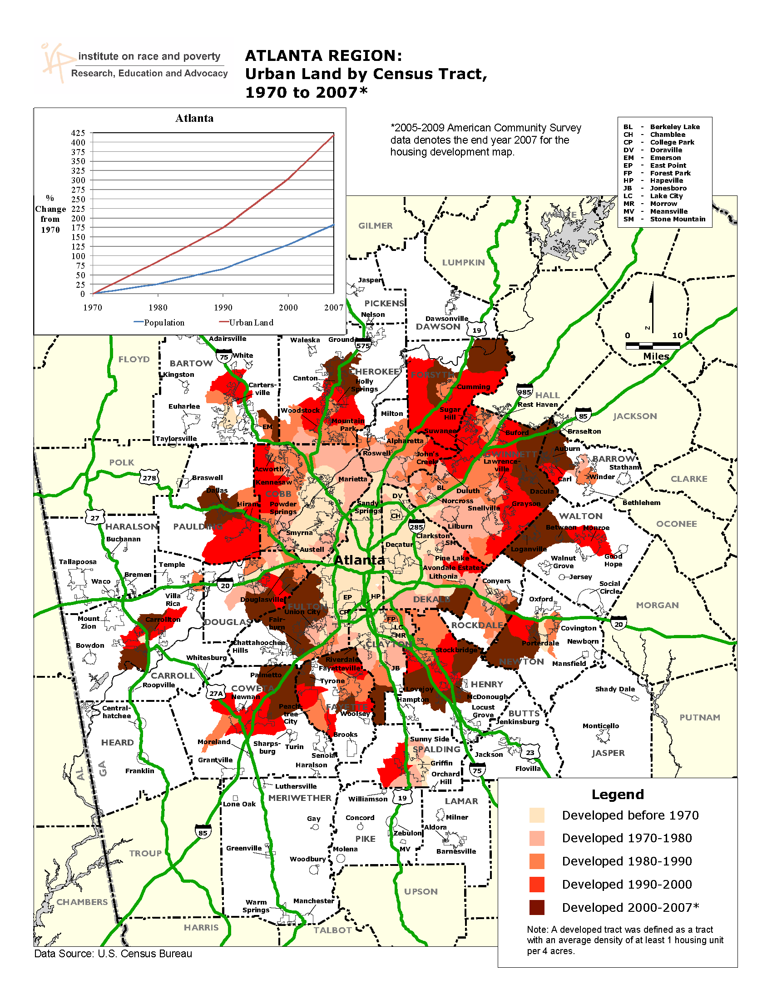 institute on race and poverty
Research, Education and Advocacy
ATLANTA REGION:
Urban Land by Census Tract,
1970 to 2007*
Atlanta
425
400
375
350
325
300
275
250
225
200
175
150
125
100
75
50
25
0
%
Change
from
1970
1970 1980 1990 2000 2007
Population Urban Land
*2005-2009 American Community Survey
data denotes the end year 2007 for the
housing development map.
BL - Berkeley Lake
CH - Chamblee
CP - College Park
DV - Doraville
EM - Emerson
EP - East Point
FP - Forest Park
HP - Hapeville
JB - Jonesboro
LC - Lake City
MR - Morrow
MV - Meansville
SM - Stone Mountain
WHITE
GILMER
LUMPKIN
Jasper
PICKENS
Nelson
Dawsonville
DAWSON
19
N
0 10
Miles
Adairsville
Waleska
Ground
575
75
White
FLOYD
BARTOW
Kingston
CHEROKEE
Canton
Holly
Springs
FORSYTH
Cumming
985
HALL
Rest Haven
Carters-
ville
Euharlee
Woodstock
Milton
Sugar
Hill
85
JACKSON
Mountain
Park
EM
Suwanee
Buford
Braselton
Taylorsville
Alpharetta
Auburn
POLK
Roswell
John's
Creek
GWINNETT
Lawrence-
ville
BARROW
Statham
278
Acworth
Braswell
Kennesaw
Marietta
Carl
Winder
CLARKE
Dallas
COBB
BL
Duluth
Dacula
DV
Norcross
Hiram
Powder
Springs
Sandy
Springs
Snellville
Grayson
Bethlehem
27
CH
WALTON
HARALSON
PAULDING
285
Lilburn
Between
Monroe
OCONEE
Buchanan
Smyrna
Clarkston
SM
Decatur
Austell
Loganville
Tallapoosa
Temple
Atlanta
Pine Lake
Walnut
Grove
Good
Hope
Avondale Estates
Bremen
Lithonia
Waco
20
Conyers
Jersey
Social
Circle
Villa
Rica
Douglasville
EP
HP
DEKALB
Oxford
FULTON
Union City
CP
MORGAN
Mount
Zion
Carrollton
DOUGLAS
Fair-
burn
FP
LC
MR
ROCKDALE
20
Covington
Bowdon
Chattahoochee
Hills
CLAYTON
Stockbridge
Porterdale
Newborn
Whitesburg
Riverdale
NEWTON
Mansfield
Fayetteville
JB
CARROLL
Palmetto
Tyrone
Roopville
COWETA
HENRY
Shady Dale
27A
Newnan
Lovejoy
McDonough
Hampton
Central-
hatchee
Peach-
tree
City
FAYETTE
Woolsey
Locust
Grove
BUTTS
Jenkinsburg
PUTNAM
Monticello
Brooks
HEARD
Moreland
Sharps-
burg
Turin
Sunny Side
SPALDING
Senoia
Jackson
23
JASPER
Grantville
Haralson
Griffin
AL
GA
Franklin
Orchard
Hill
75
Flovilla
Luthersville
MERIWETHER
Williamson
19
LAMAR
Lone Oak
Gay
Concord
Milner
85
Aldora
Zebulon
PIKE
Greenville
Molena
MV
Barnesville
TROUP
Woodbury
UPSON
CHAMBERS
Warm
Springs
Manchester
HARRIS
TALBOT
Legend
Developed before 1970
Developed 1970-1980
Developed 1980-1990
Developed 1990-2000
Developed 2000-2007*
Note: A developed tract was defined as a tract
with an average density of at least 1 housing unit
per 4 acres.
Data Source: U.S. Census Bureau